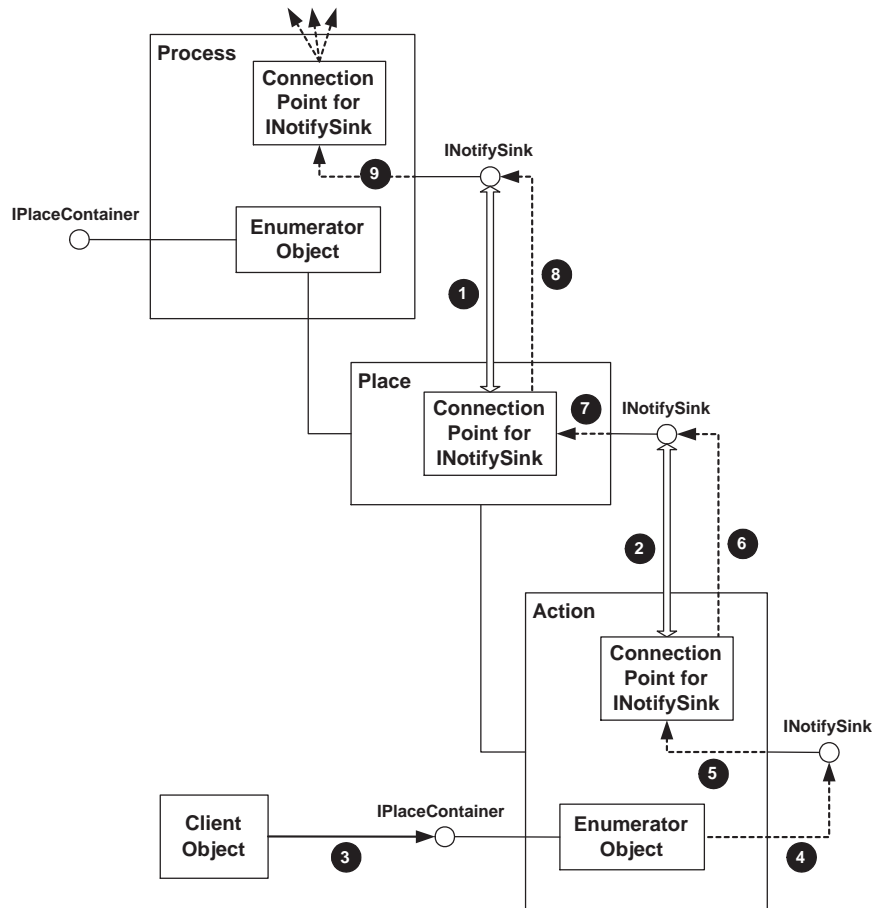 Process
Connection
Point for
INotifySink
9
INotifySink
IPlaceContainer
Enumerator
Object
1
8
Place
Connection
Point for
INotifySink
7
INotifySink
2
6
Action
Connection
Point for
INotifySink
INotifySink
5
Client
Object
3
IPlaceContainer
Enumerator
Object
4